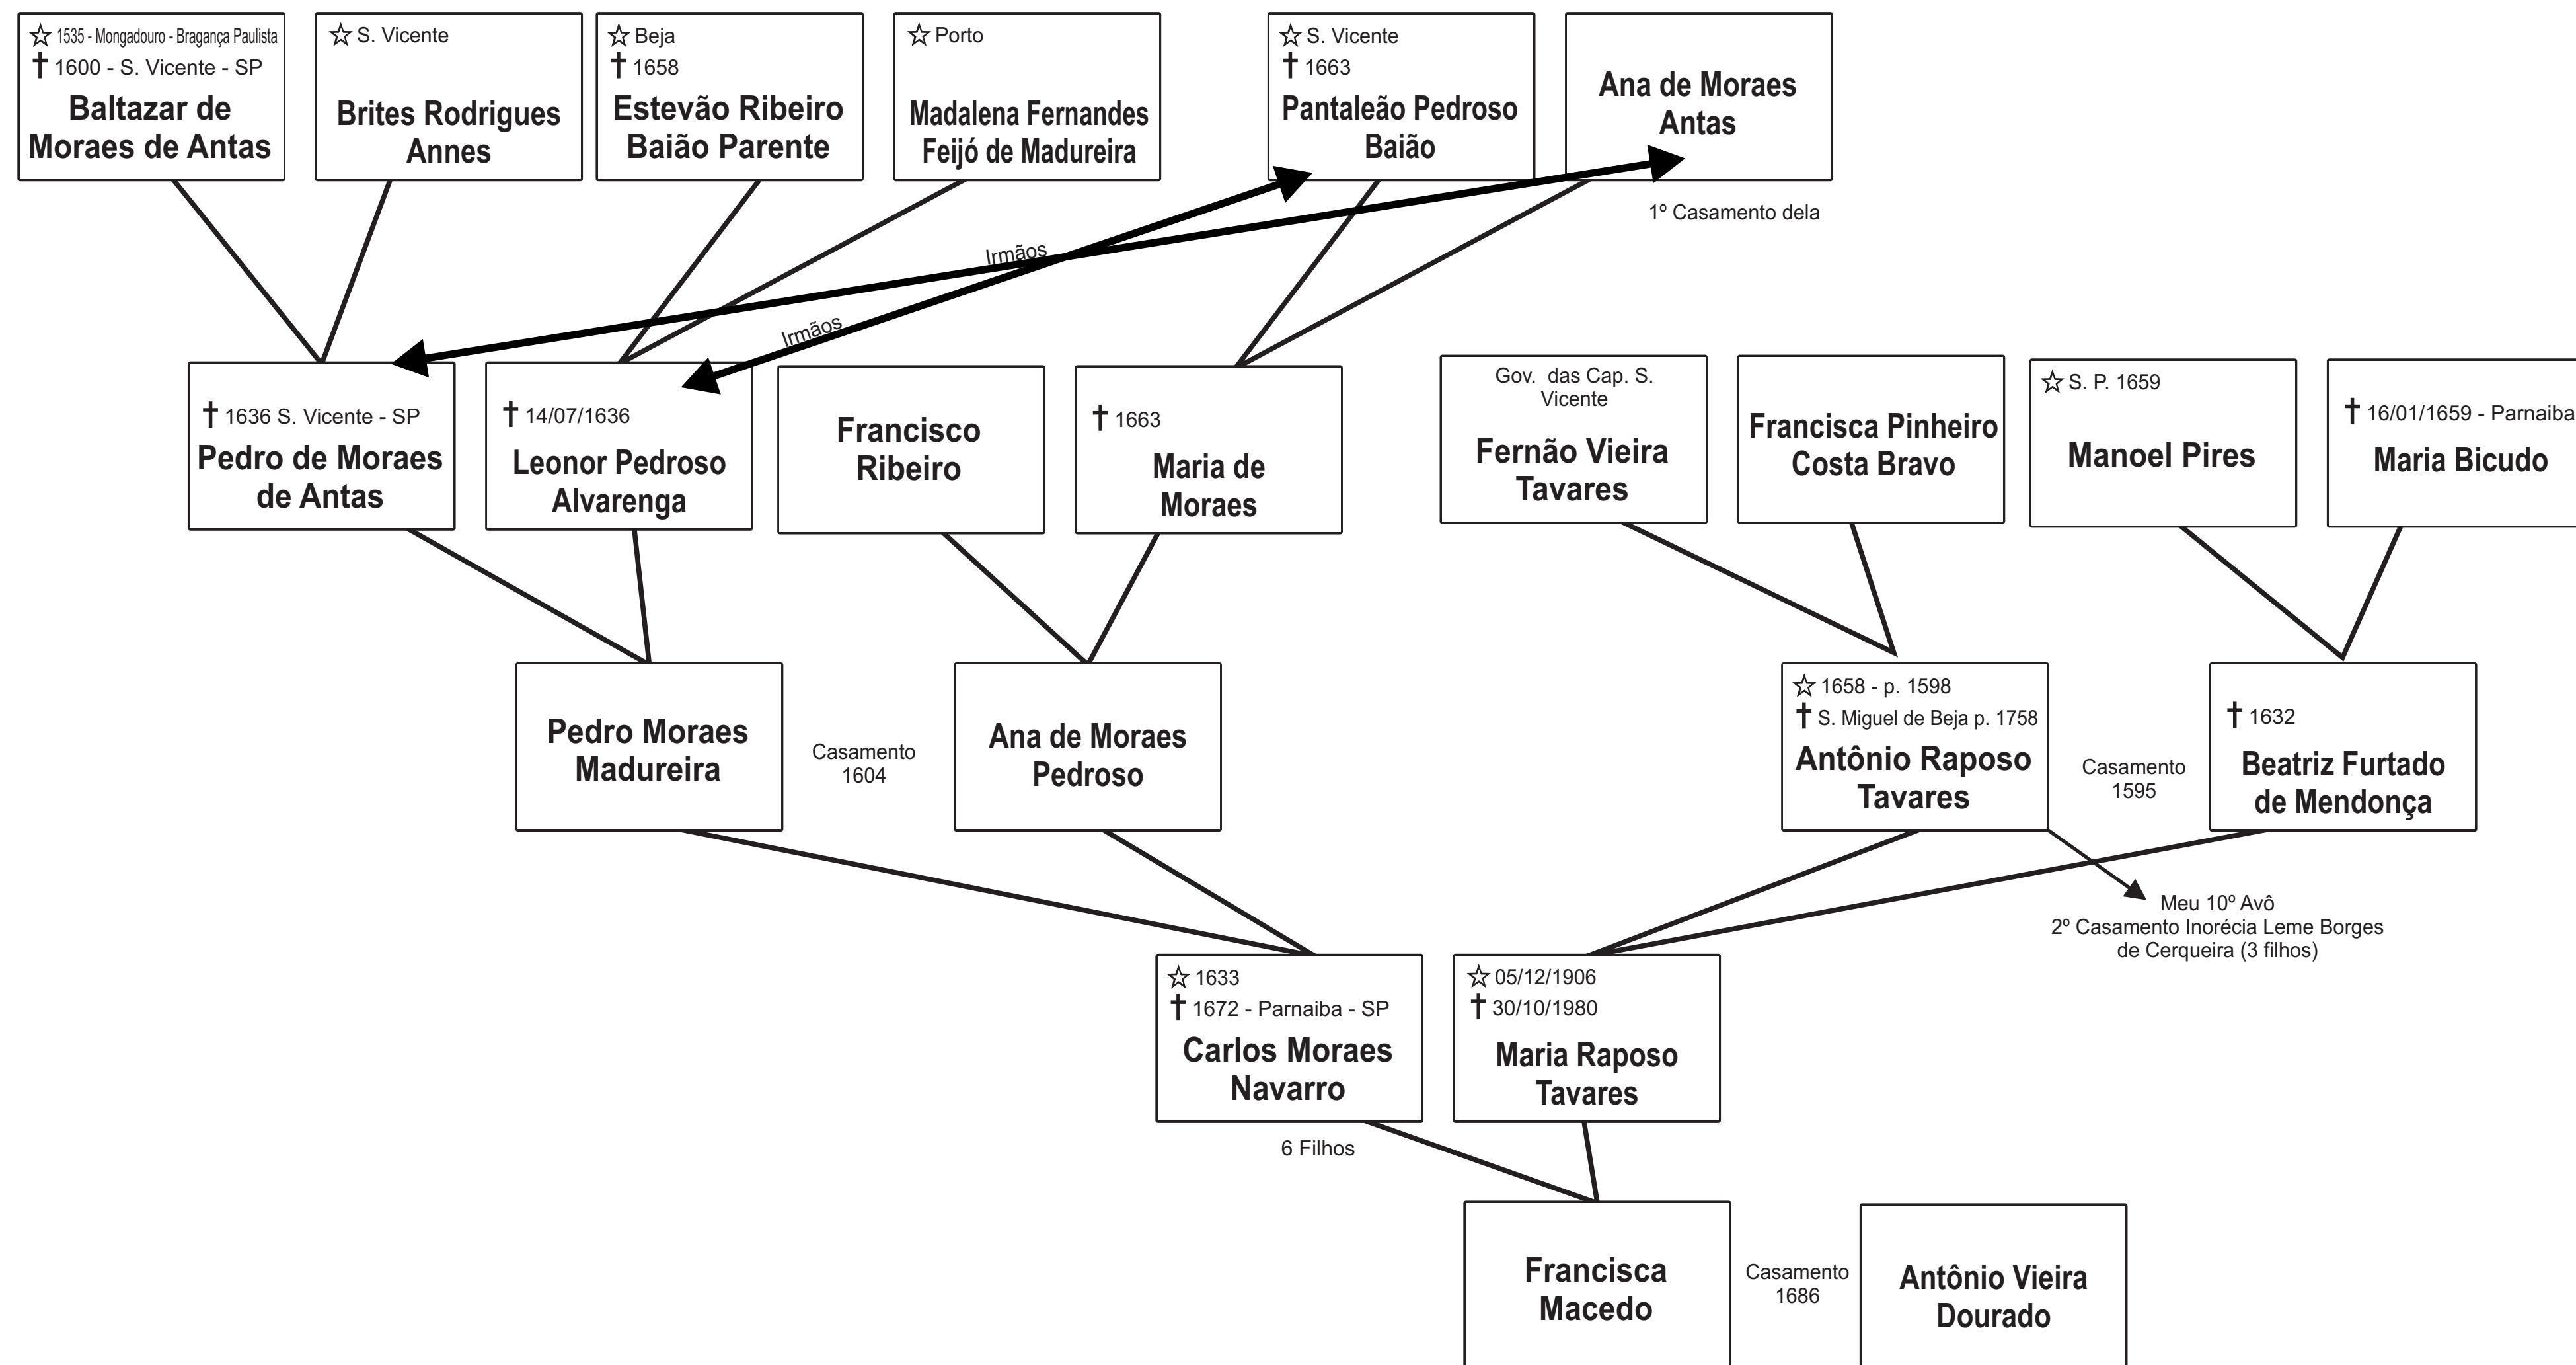 1535 - Mongadouro - Bragança Paulista
1600 - S. Vicente - SP
Baltazar de
Moraes de Antas
S. Vicente
Brites Rodrigues
Annes
Beja
1658
Estevão Ribeiro
Baião Parente
Porto
Madalena Fernandes
Feijó de Madureira
S. Vicente
1663
Pantaleão Pedroso
Baião
Ana de Moraes
Antas
1º Casamento dela
Irmãos
Irmãos
1636 S. Vicente - SP
Pedro de Moraes
de Antas
14/07/1636
Leonor Pedroso
Alvarenga
Francisco
Ribeiro
1663
Maria de
Moraes
Gov. das Cap. S.
Vicente
Fernão Vieira
Tavares
Francisca Pinheiro
Costa Bravo
S. P. 1659
Manoel Pires
16/01/1659 - Parnaiba
Maria Bicudo
Pedro Moraes
Madureira
Casamento
1604
Ana de Moraes
Pedroso
1658 - p. 1598
S. Miguel de Beja p. 1758
Antônio Raposo
Tavares
Casamento
1595
1632
Beatriz Furtado
de Mendonça
Meu 10º Avô
2º Casamento Inorécia Leme Borges
de Cerqueira (3 filhos)
1633
1672 - Parnaiba - SP
Carlos Moraes
Navarro
05/12/1906
30/10/1980
Maria Raposo
Tavares
6 Filhos
Francisca
Macedo
Casamento
1686
Antônio Vieira
Dourado